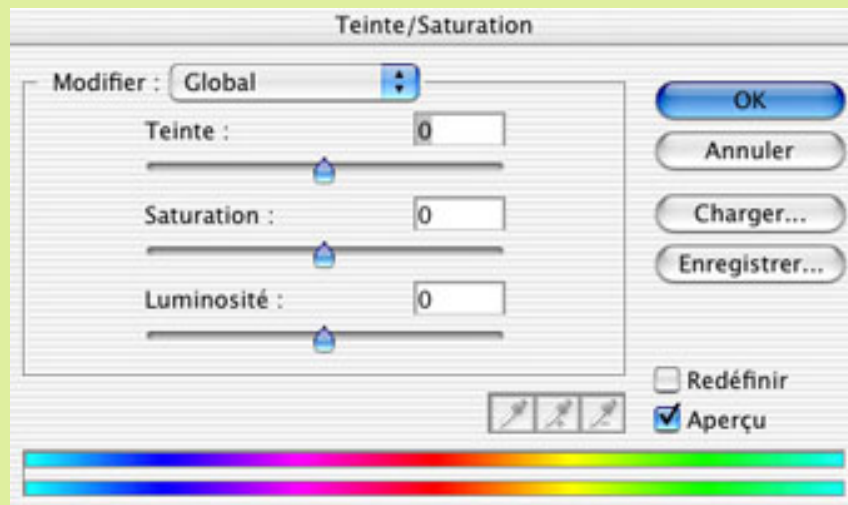 Teinte/Saturation
Modifier : Global
Teinte : 0
Saturation : 0
Luminosité : 0
OK
Annuler
Charger...
Enregistrer...
Redéfinir
Aperçu